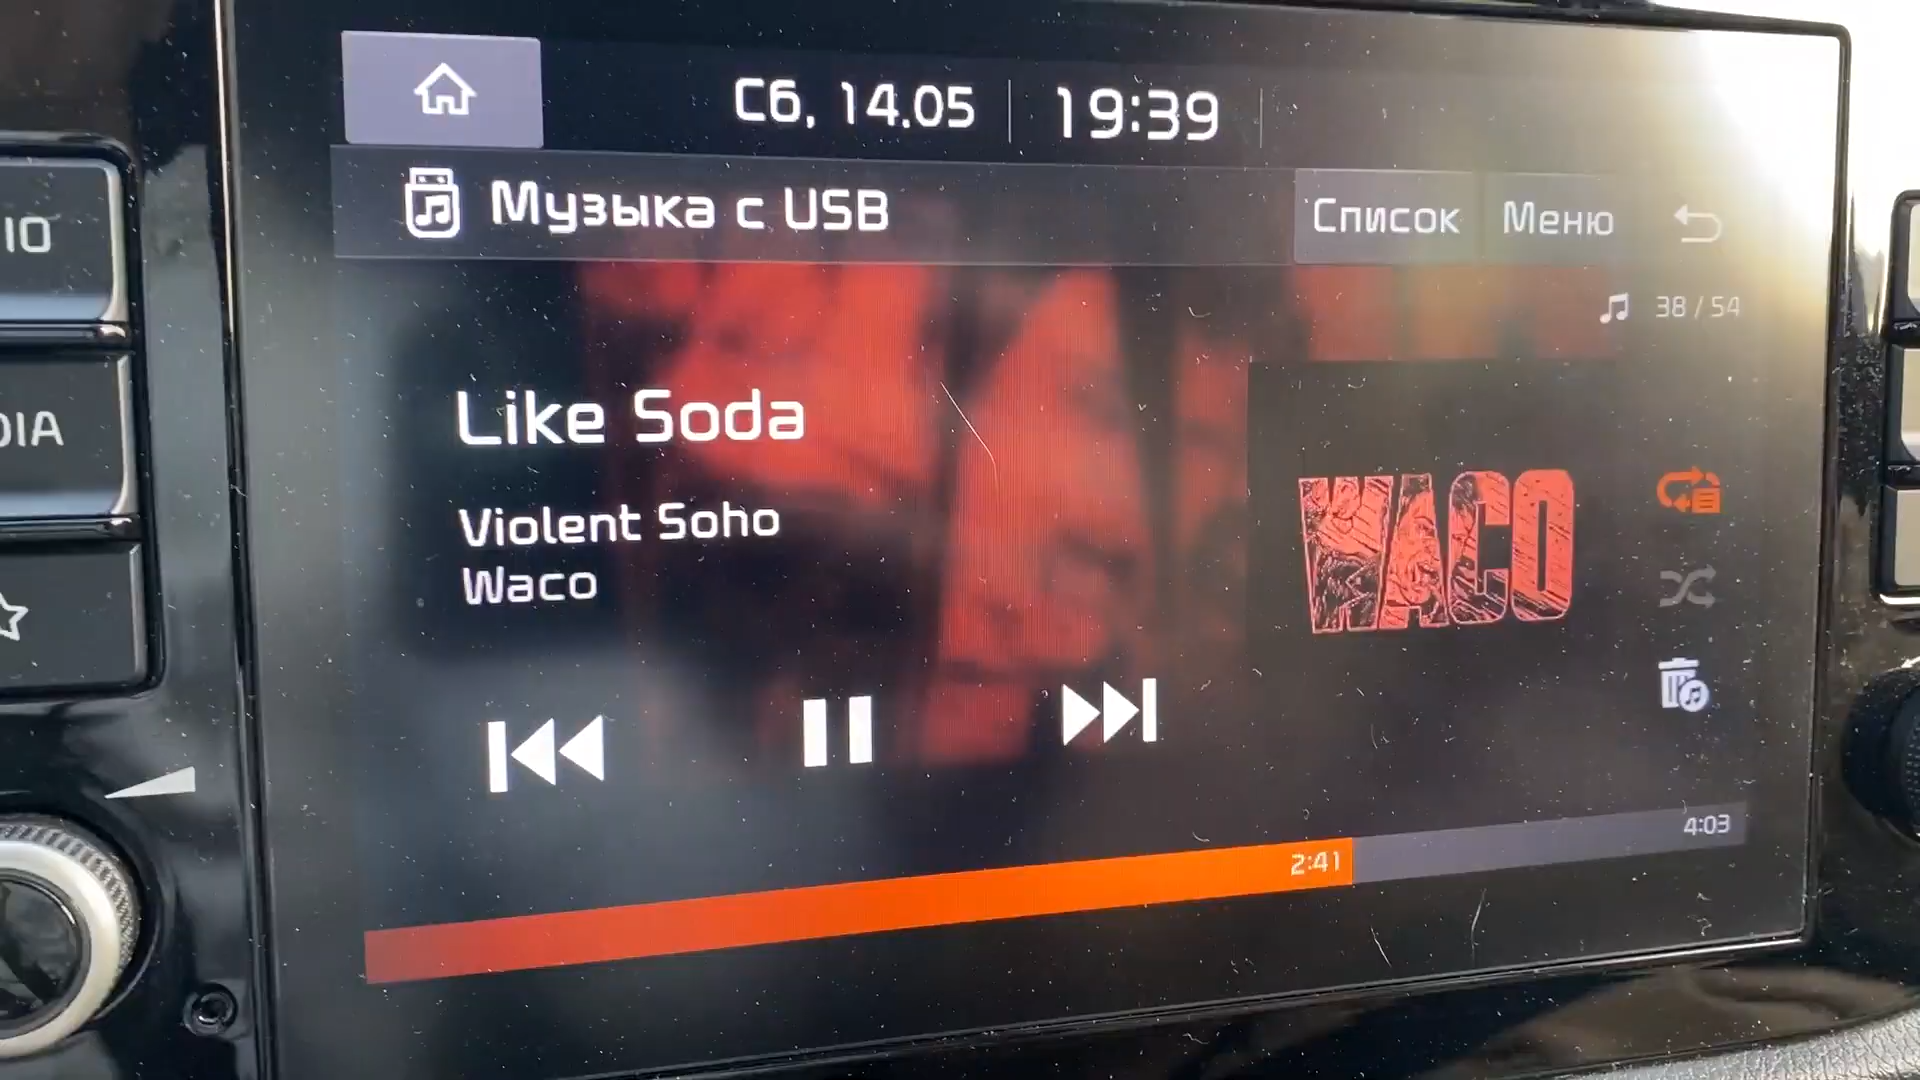 Сб, 14.05 19:39
Музыка с USB
Список Меню
38 / 54
Like Soda
Violent Soho
Waco
WACO
4:03
2:41
IO
DIA